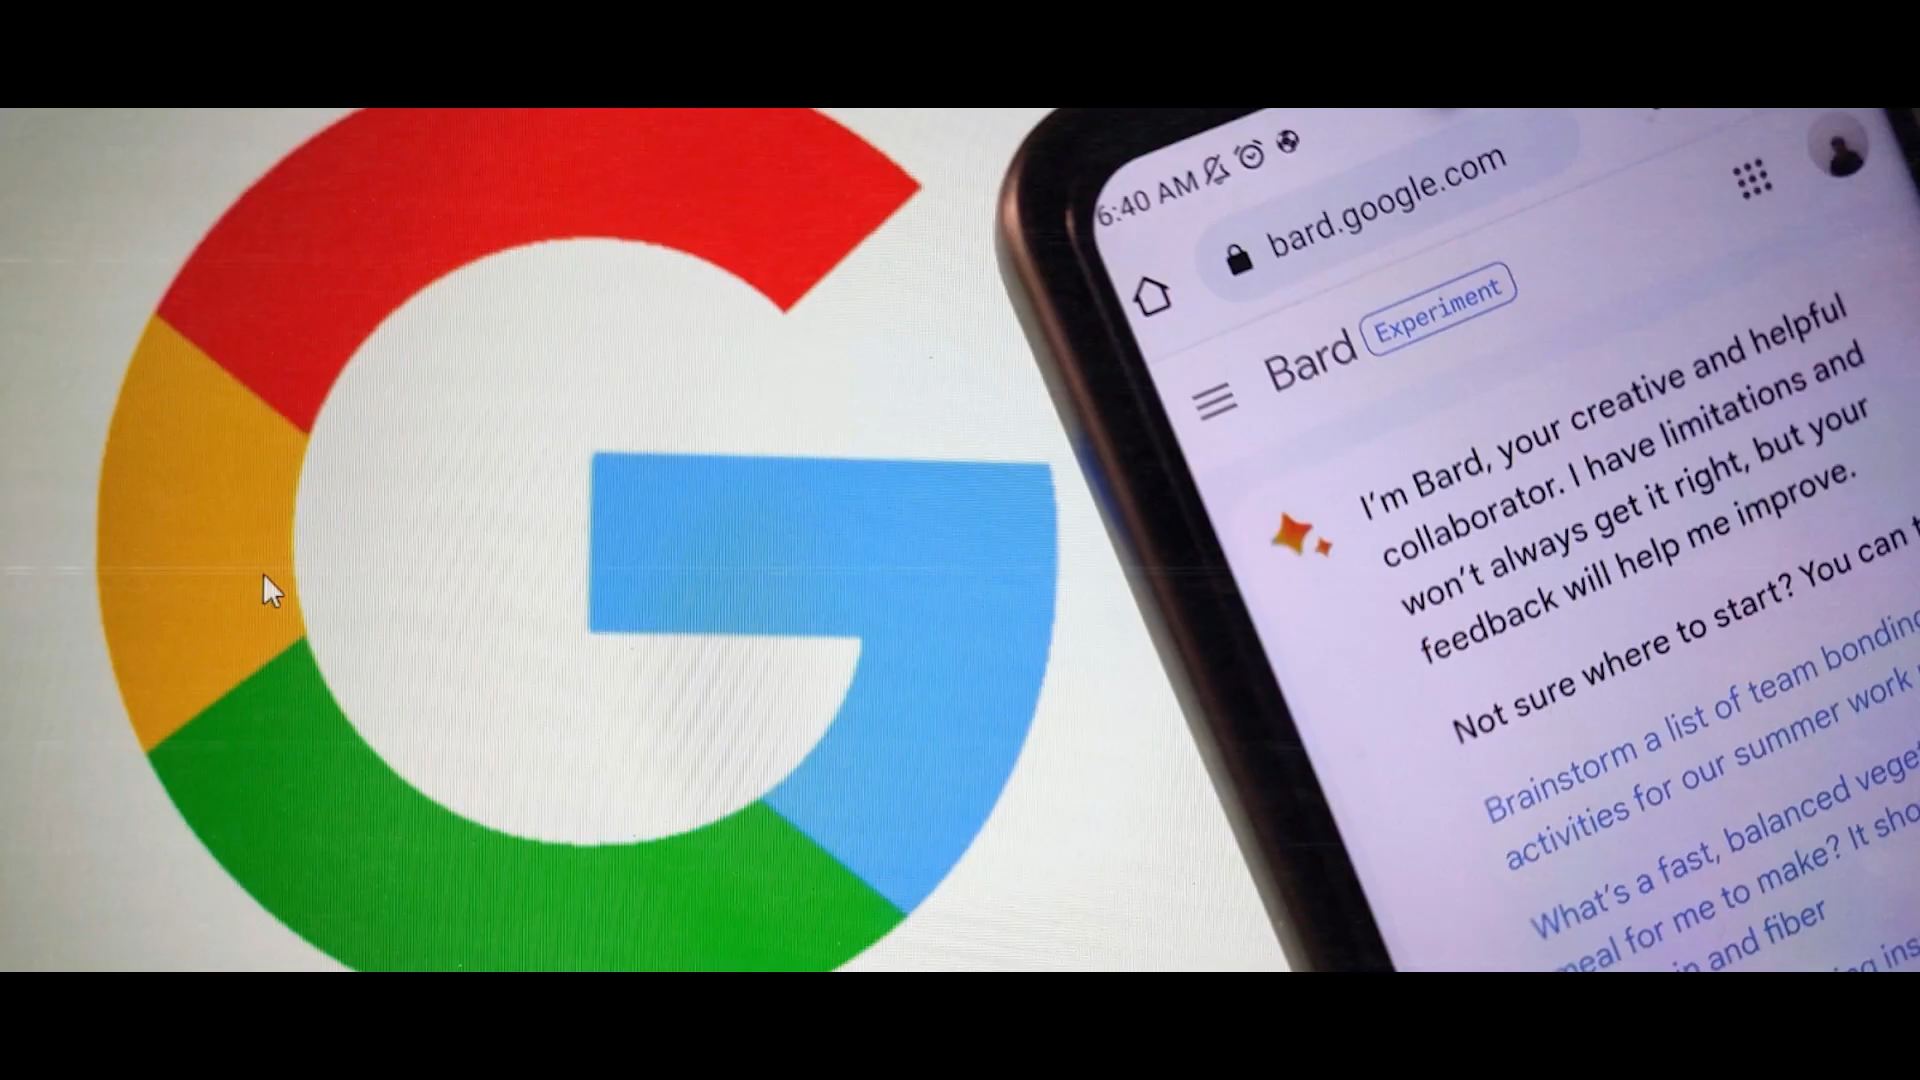 6:40 AM
bard.google.com
Bard Experiment
I'm Bard, your creative and helpful
collaborator. I have limitations and
won't always get it right, but your
feedback will help me improve.
Not sure where to start? You can
Brainstorm a list of team bonding
activities for our summer work
What's a fast, balanced
meal for me to make? It
and fiber